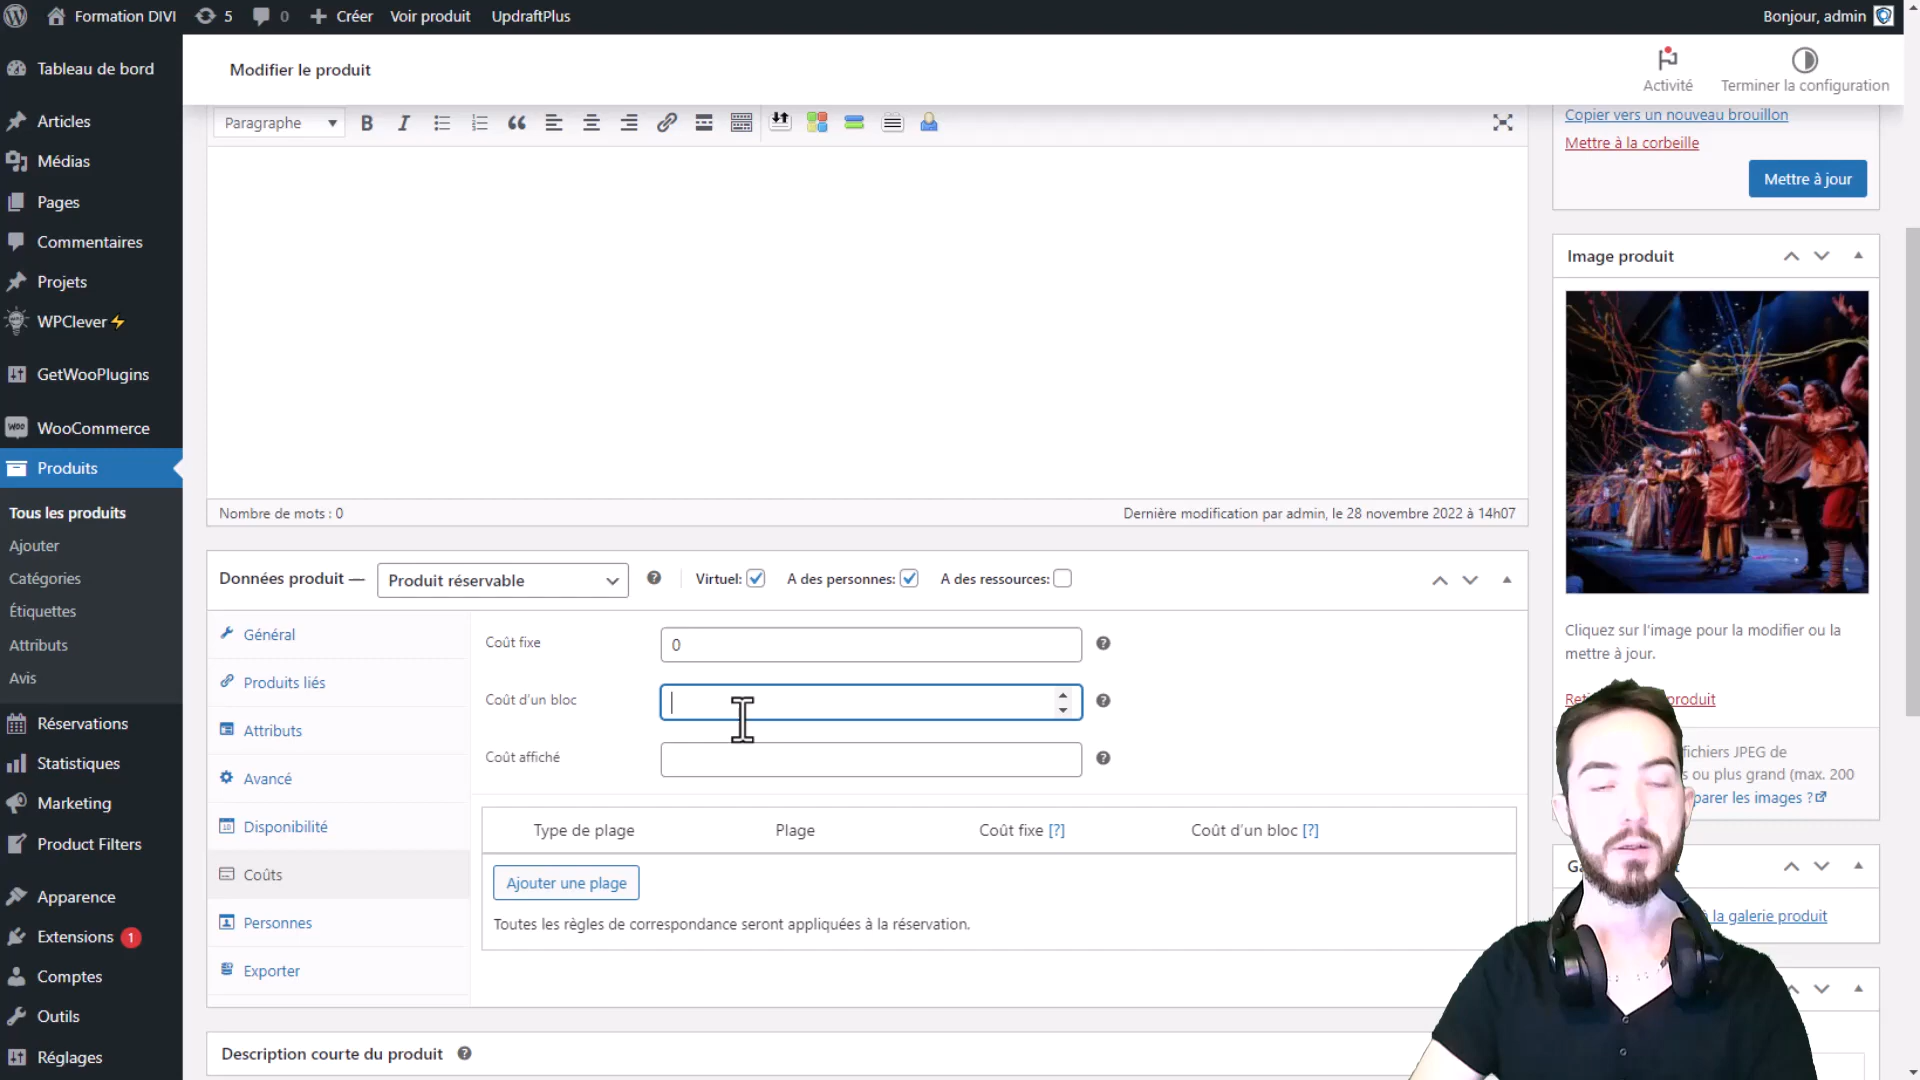 Formation DIVI
5
0
Créer
Voir produit
UpdraftPlus
Bonjour, admin
Modifier le produit
Activité
Terminer la configuration
Tableau de bord
Articles
Médias
Pages
Commentaires
Projets
WPClever
GetWooPlugins
WooCommerce
Produits
Tous les produits
Ajouter
Catégories
Étiquettes
Attributs
Avis
Réservations
Statistiques
Marketing
Product Filters
Apparence
Extensions 1
Comptes
Outils
Réglages
Paragraphe
B I
Nombre de mots : 0
Dernière modification par admin, le 28 novembre 2022 à 14h07
Données produit —
Produit réservable
Virtuel:
A des personnes:
A des ressources:
Général
Produits liés
Attributs
Avancé
Disponibilité
Coûts
Personnes
Exporter
Coût fixe
0
Coût d'un bloc
Coût affiché
Type de plage
Plage
Coût fixe [?]
Coût d'un bloc [?]
Ajouter une plage
Toutes les règles de correspondance seront appliquées à la réservation.
Description courte du produit
Copier vers un nouveau brouillon
Mettre à la corbeille
Mettre à jour
Image produit
Cliquez sur l'image pour la modifier ou la
mettre à jour.
fichiers JPEG de
ou plus grand (max. 200
les images ?
la galerie produit